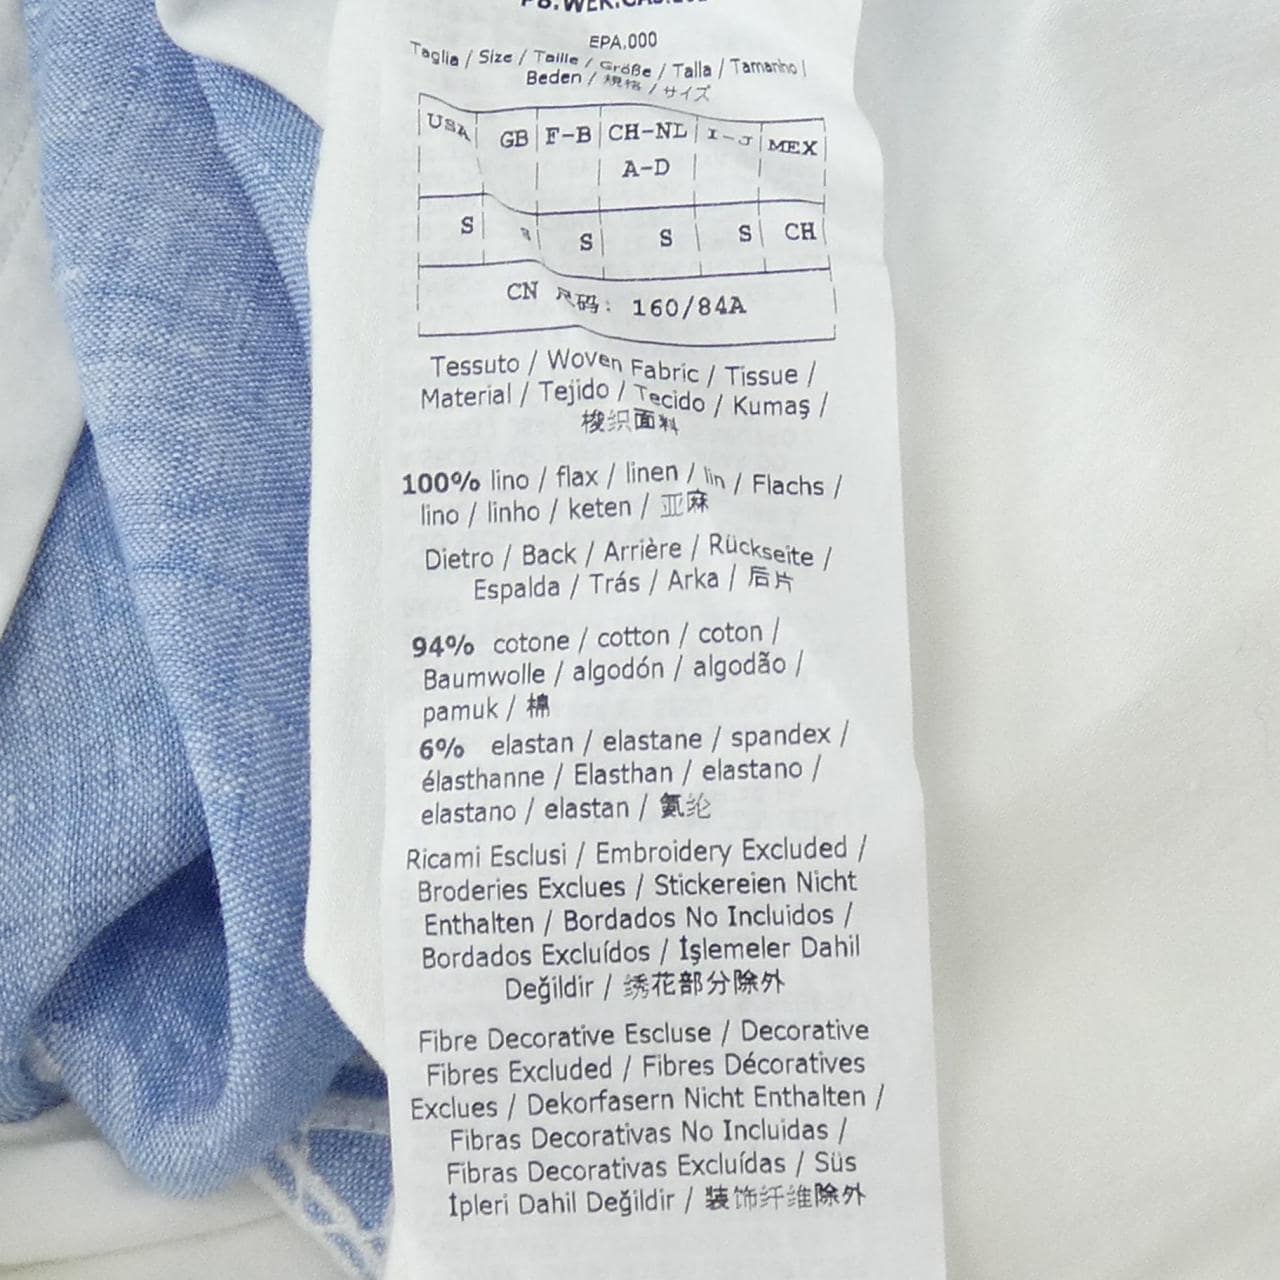 EPA.000
Taglia / Size / Taille / Größe / Talla / Tamanho /
Beden / 規格 / サイズ
USA GB F-B CH-NL I-J MEX
A-D
S S S S S CH
CN 尺码: 160/84A
Tessuto / Woven Fabric / Tissue /
Material / Tejido / Tecido / Kumaş /
梭织面料
100% lino / flax / linen / lin / Flachs /
lino / linho / keten / 亚麻
Dietro / Back / Arrière / Rückseite /
Espalda / Trás / Arka / 后片
94% cotone / cotton / coton /
Baumwolle / algodón / algodão /
pamuk / 棉
6% elastan / elastane / spandex /
élasthanne / Elasthan / elastano /
elastano / elastan / 氨纶
Ricami Esclusi / Embroidery Excluded /
Broderies Exclues / Stickereien Nicht
Enthalten / Bordados No Incluidos /
Bordados Excluídos / İşlemeler Dahil
Değildir / 绣花部分除外
Fibre Decorative Escluse / Decorative
Fibres Excluded / Fibres Décoratives
Exclues / Dekorfasern Nicht Enthalten /
Fibras Decorativas No Incluidas /
Fibras Decorativas Excluídas / Süs
İpleri Dahil Değildir / 装饰纤维除外